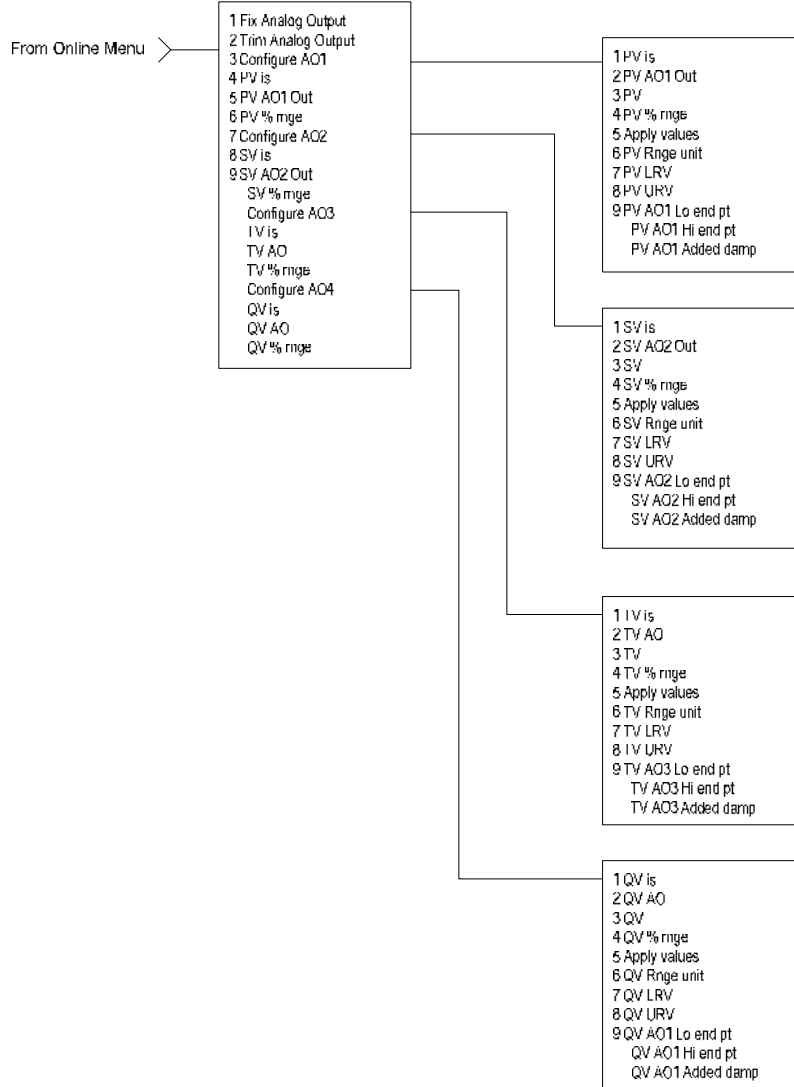 From Online Menu
1 Fix Analog Output
2 Trim Analog Output
3 Configure AO1
4 PV is
5 PV AO1 Out
6 PV % rnge
7 Configure AO2
8 SV is
9 SV AO2 Out
SV % rnge
Configure AO3
TV is
TV AO
TV % rnge
Configure AO4
QV is
QV AO
QV % rnge
1 PV is
2 PV AO1 Out
3 PV
4 PV % rnge
5 Apply values
6 PV Rnge unit
7 PV LRV
8 PV URV
9 PV AO1 Lo end pt
PV AO1 Hi end pt
PV AO1 Added damp
1 SV is
2 SV AO2 Out
3 SV
4 SV % rnge
5 Apply values
6 SV Rnge unit
7 SV LRV
8 SV URV
9 SV AO2 Lo end pt
SV AO2 Hi end pt
SV AO2 Added damp
1 TV is
2 TV AO
3 TV
4 TV % rnge
5 Apply values
6 TV Rnge unit
7 TV LRV
8 TV URV
9 TV AO3 Lo end pt
TV AO3 Hi end pt
TV AO3 Added damp
1 QV is
2 QV AO
3 QV
4 QV % rnge
5 Apply values
6 QV Rnge unit
7 QV LRV
8 QV URV
9 QV AO1 Lo end pt
QV AO1 Hi end pt
QV AO1 Added damp